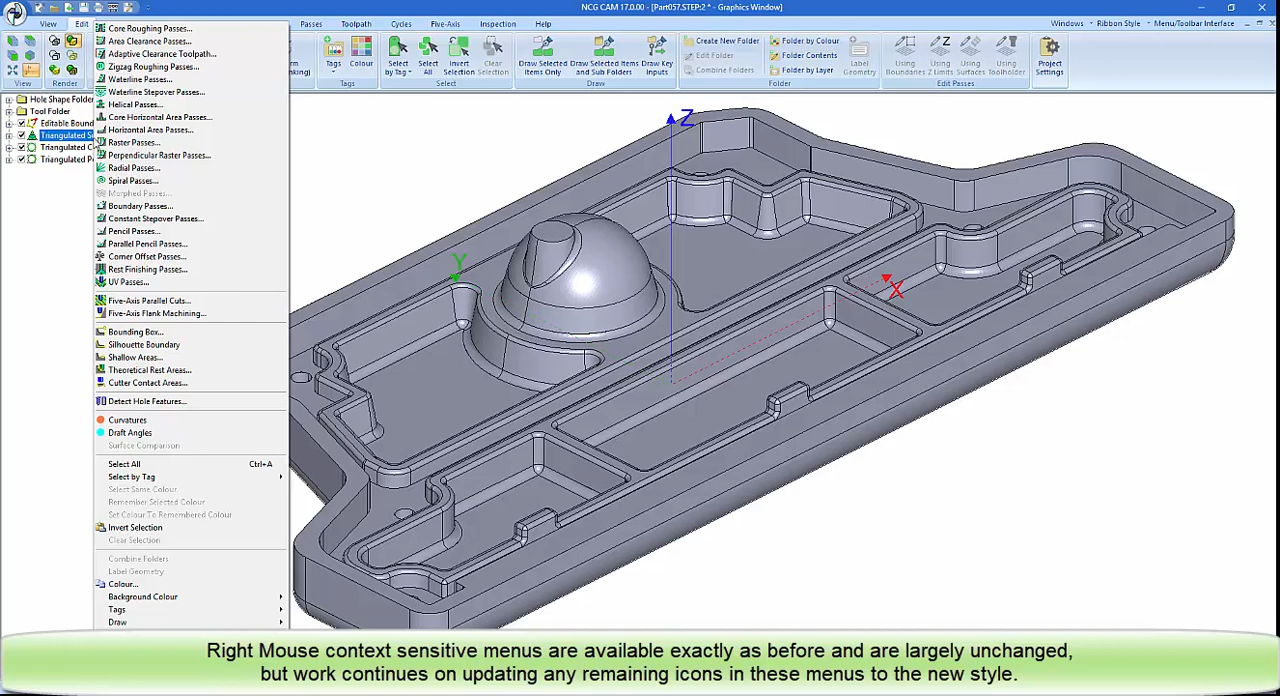 NCG CAM 17.0.00 - [Part057.STEP:2 * - Graphics Window]
View Edit Passes Toolpath Cycles Five-Axis Inspection Help Windows Ribbon Style Menu/Toolbar Interface
Tags Colour Select by Tag Select All Invert Selection Clear Selection Draw Selected Items Only Draw Selected Items and Sub Folders Draw Key Inputs Create New Folder Edit Folder Combine Folders Folder by Colour Folder Contents Folder by Layer Label Geometry Using Boundaries Using Z Limits Using Surfaces Using Toolholder Project Settings
View Render Tags Select Draw Folder Edit Passes
Hole Shape Folder
Tool Folder
Editable Bound
Triangulated
Triangulated
Triangulated
Core Roughing Passes...
Area Clearance Passes...
Adaptive Clearance Toolpath...
Zigzag Roughing Passes...
Waterline Passes...
Waterline Stepover Passes...
Helical Passes...
Core Horizontal Area Passes...
Horizontal Area Passes...
Raster Passes...
Perpendicular Raster Passes...
Radial Passes...
Spiral Passes...
Morphed Passes...
Boundary Passes...
Constant Stepover Passes...
Pencil Passes...
Parallel Pencil Passes...
Corner Offset Passes...
Rest Finishing Passes...
UV Passes...
Five-Axis Parallel Cuts...
Five-Axis Flank Machining...
Bounding Box...
Silhouette Boundary
Shallow Areas...
Theoretical Rest Areas...
Cutter Contact Areas...
Detect Hole Features...
Curvatures
Draft Angles
Surface Comparison
Select All Ctrl+A
Select by Tag
Select Same Colour
Remember Selected Colour
Set Colour To Remembered Colour
Invert Selection
Clear Selection
Combine Folders
Label Geometry
Colour...
Background Colour
Tags
Draw
Z
Y
X
Right Mouse context sensitive menus are available exactly as before and are largely unchanged,
but work continues on updating any remaining icons in these menus to the new style.